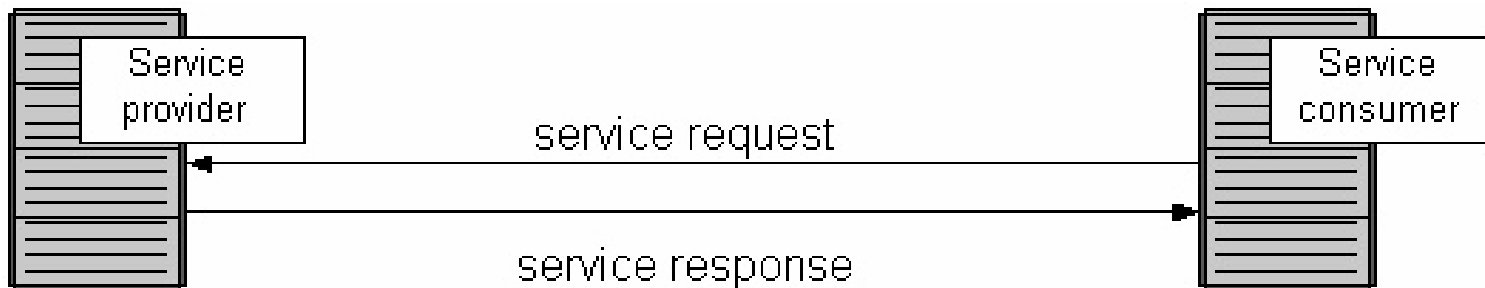 Service
provider
Service
consumer
service request
service response